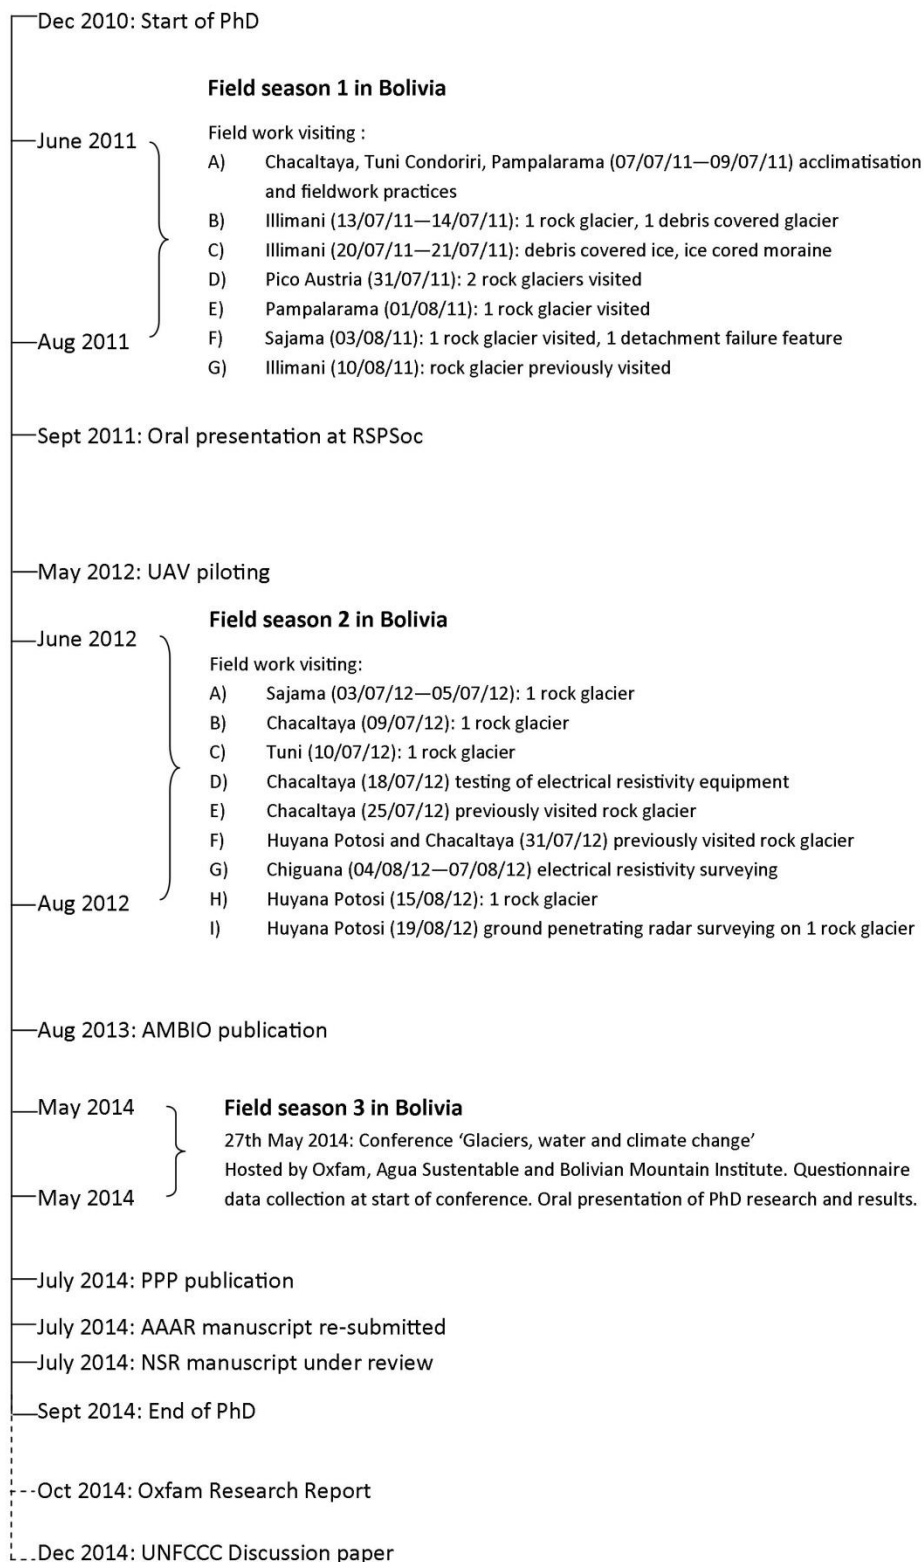 Dec 2010: Start of PhD
Field season 1 in Bolivia
June 2011
Field work visiting :
A) Chacaltaya, Tuni Condoriri, Pampalarama (07/07/11—09/07/11) acclimatisation
and fieldwork practices
B) Illimani (13/07/11—14/07/11): 1 rock glacier, 1 debris covered glacier
C) Illimani (20/07/11—21/07/11): debris covered ice, ice cored moraine
D) Pico Austria (31/07/11): 2 rock glaciers visited
E) Pampalarama (01/08/11): 1 rock glacier visited
F) Sajama (03/08/11): 1 rock glacier visited, 1 detachment failure feature
G) Illimani (10/08/11): rock glacier previously visited
Aug 2011
Sept 2011: Oral presentation at RSPSoc
May 2012: UAV piloting
Field season 2 in Bolivia
June 2012
Field work visiting:
A) Sajama (03/07/12—05/07/12): 1 rock glacier
B) Chacaltaya (09/07/12): 1 rock glacier
C) Tuni (10/07/12): 1 rock glacier
D) Chacaltaya (18/07/12) testing of electrical resistivity equipment
E) Chacaltaya (25/07/12) previously visited rock glacier
F) Huyana Potosi and Chacaltaya (31/07/12) previously visited rock glacier
G) Chiguana (04/08/12—07/08/12) electrical resistivity surveying
H) Huyana Potosi (15/08/12): 1 rock glacier
I) Huyana Potosi (19/08/12) ground penetrating radar surveying on 1 rock glacier
Aug 2012
Aug 2013: AMBIO publication
May 2014
Field season 3 in Bolivia
27th May 2014: Conference ‘Glaciers, water and climate change’
Hosted by Oxfam, Agua Sustentable and Bolivian Mountain Institute. Questionnaire
data collection at start of conference. Oral presentation of PhD research and results.
May 2014
July 2014: PPP publication
July 2014: AAAR manuscript re-submitted
July 2014: NSR manuscript under review
Sept 2014: End of PhD
Oct 2014: Oxfam Research Report
Dec 2014: UNFCCC Discussion paper